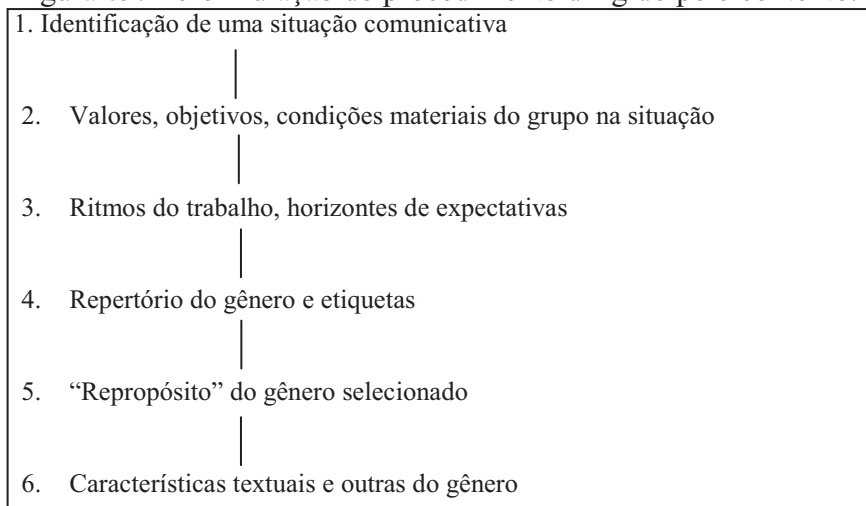 1. Identificação de uma situação comunicativa
2. Valores, objetivos, condições materiais do grupo na situação
3. Ritmos do trabalho, horizontes de expectativas
4. Repertório do gênero e etiquetas
5. “Repropósito” do gênero selecionado
6. Características textuais e outras do gênero